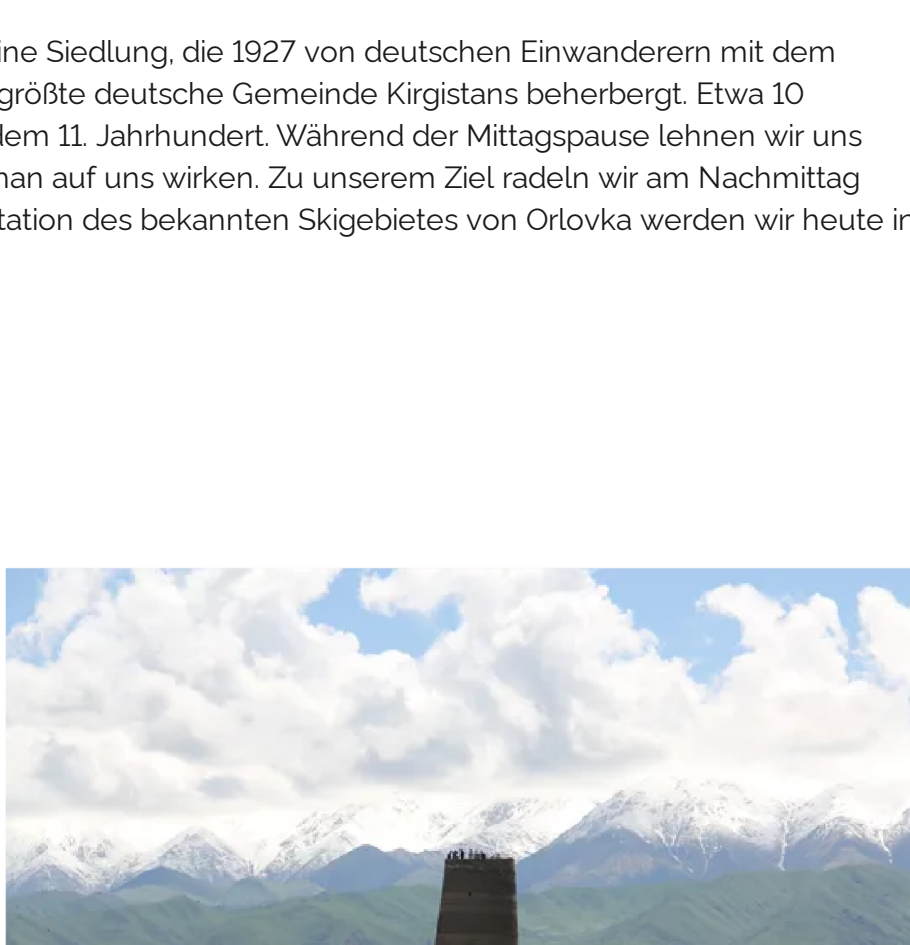 ine Siedlung, die 1927 von deutschen Einwanderern mit dem
größte deutsche Gemeinde Kirgistans beherbergt. Etwa 10
dem 11. Jahrhundert. Während der Mittagspause lehnen wir uns
man auf uns wirken. Zu unserem Ziel radeln wir am Nachmittag
tation des bekannten Skigebietes von Orlovka werden wir heute in